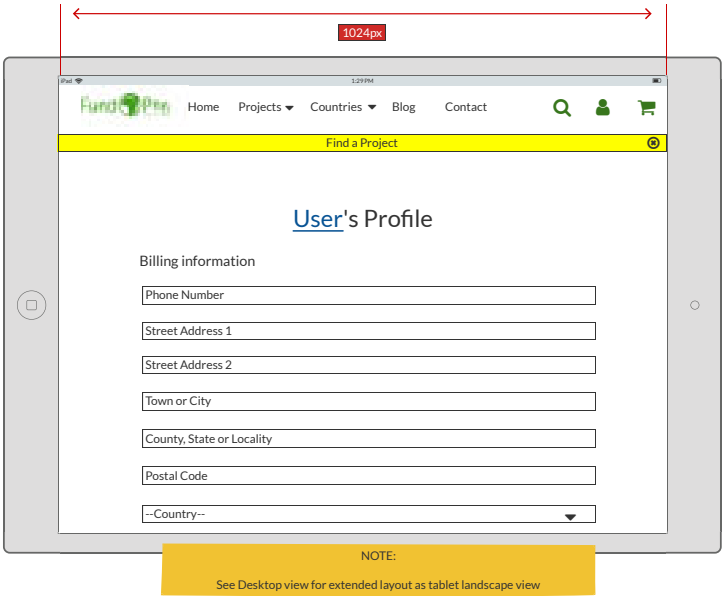 1024px
iPad 1:29 PM
Home Projects Countries Blog Contact
Find a Project
User's Profile
Billing information
Phone Number
Street Address 1
Street Address 2
Town or City
County, State or Locality
Postal Code
--Country--
NOTE:
See Desktop view for extended layout as tablet landscape view